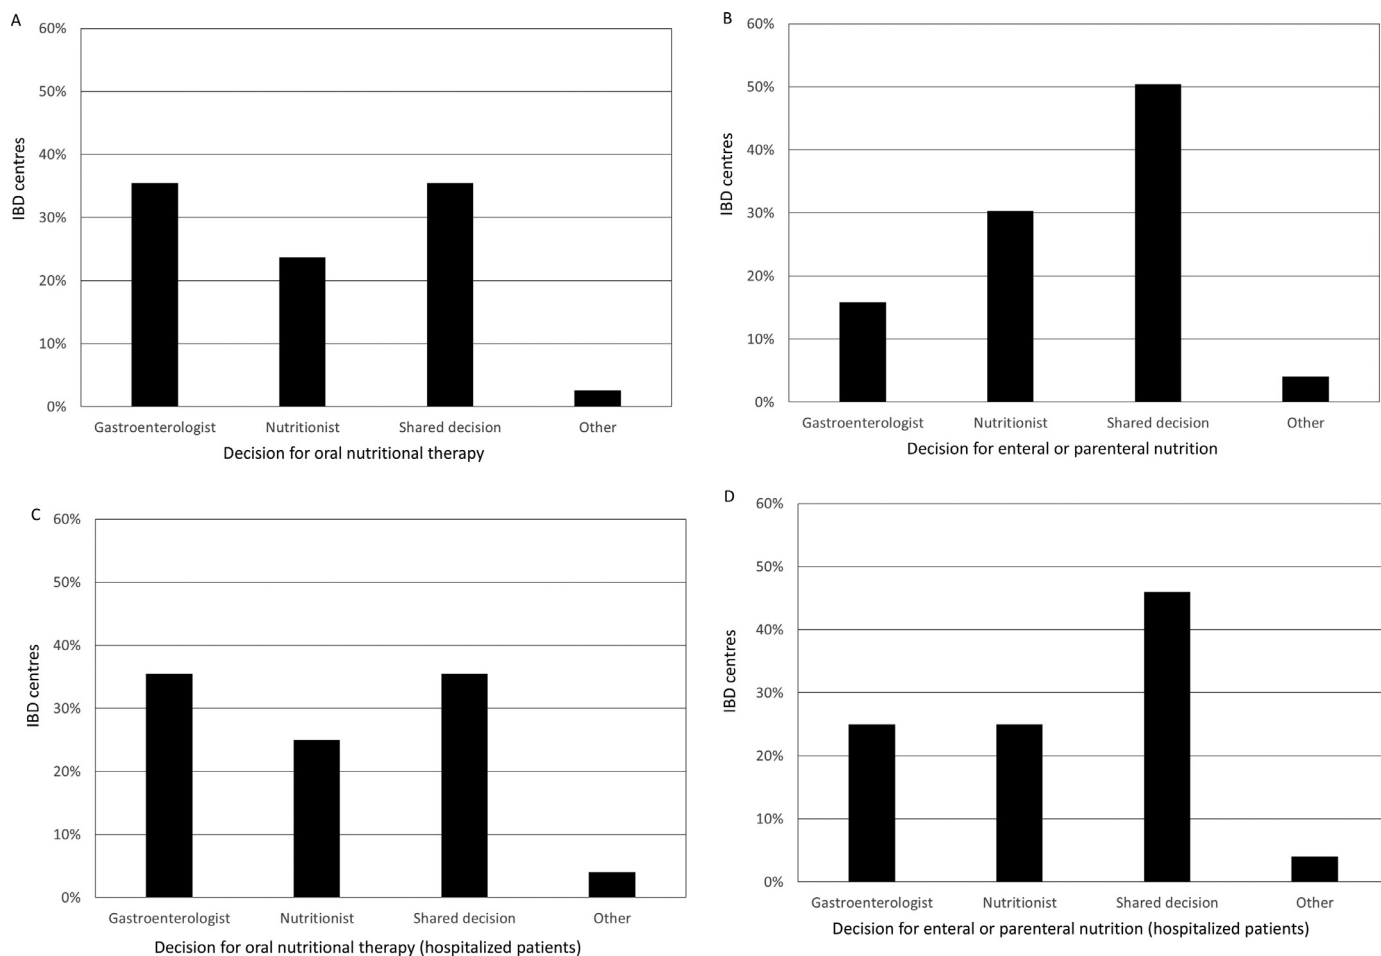 A
60%
50%
40%
30%
20%
10%
0%
IBD centres
Gastroenterologist Nutritionist Shared decision Other
Decision for oral nutritional therapy
B
60%
50%
40%
30%
20%
10%
0%
IBD centres
Gastroenterologist Nutritionist Shared decision Other
Decision for enteral or parenteral nutrition
C
60%
50%
40%
30%
20%
10%
0%
IBD centres
Gastroenterologist Nutritionist Shared decision Other
Decision for oral nutritional therapy (hospitalized patients)
D
60%
50%
40%
30%
20%
10%
0%
IBD centres
Gastroenterologist Nutritionist Shared decision Other
Decision for enteral or parenteral nutrition (hospitalized patients)